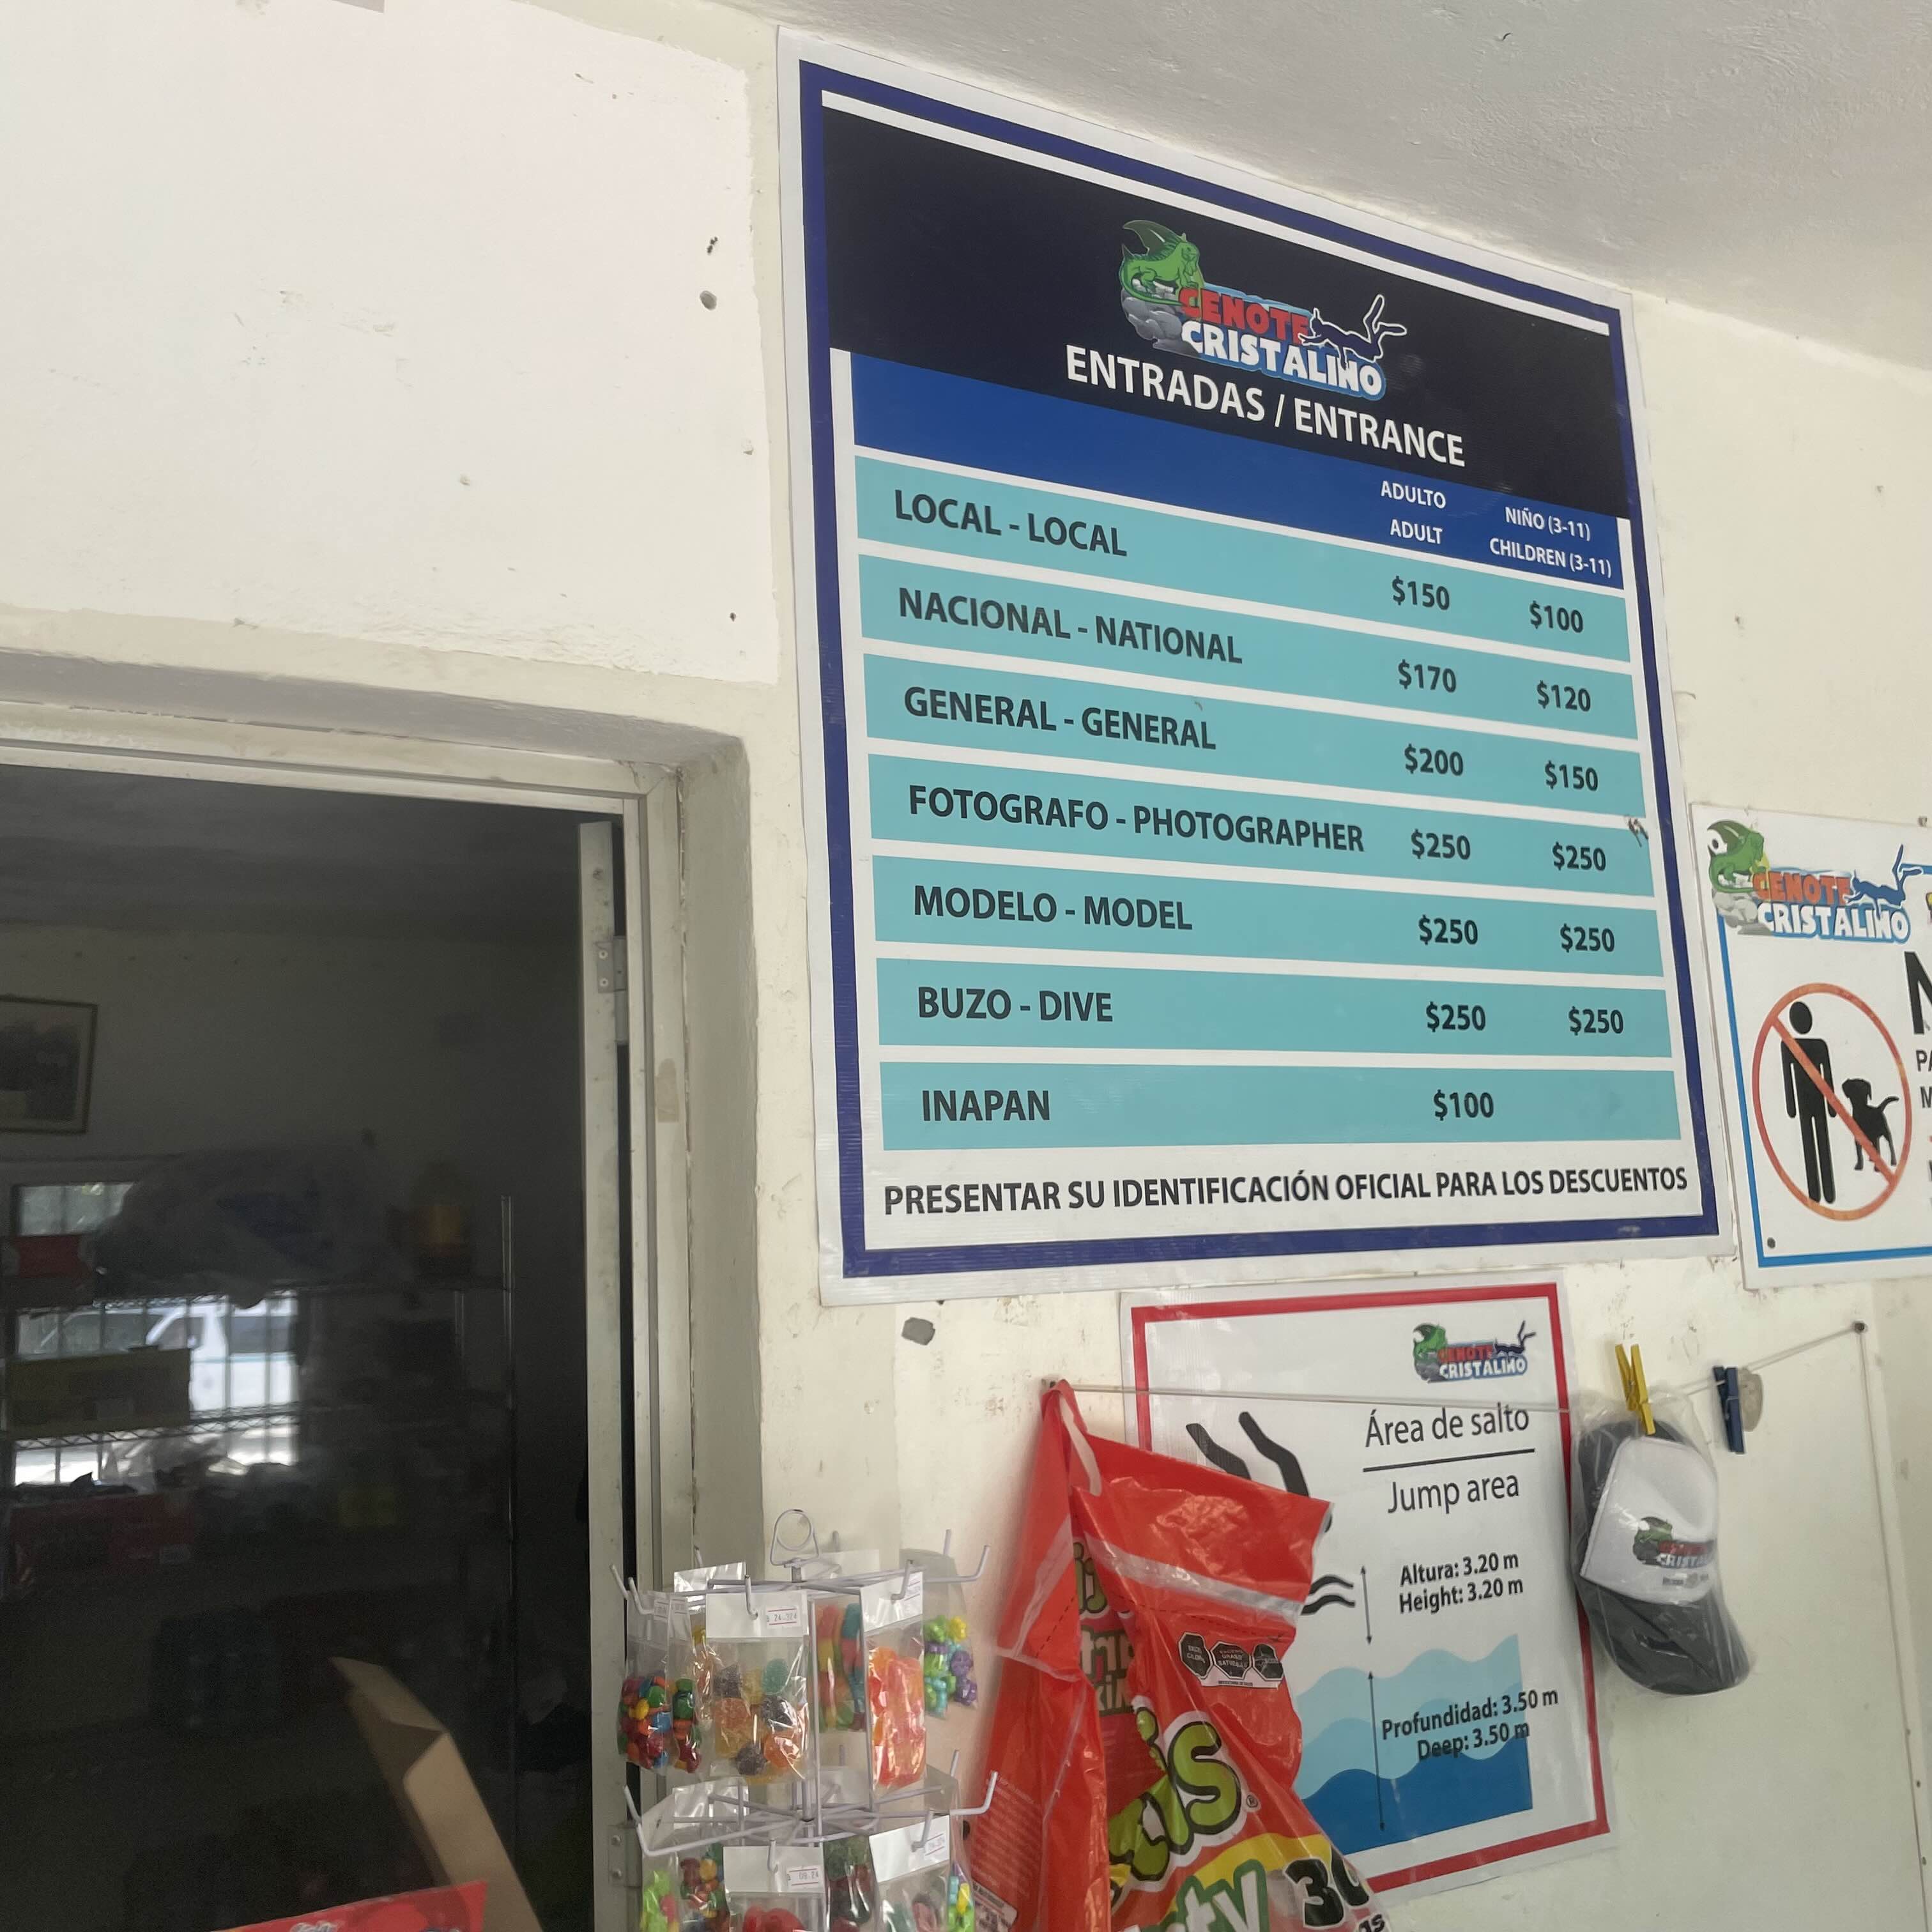 CENOTE
CRISTALINO
ENTRADAS / ENTRANCE
ADULTO NIÑO (3-11)
ADULT CHILDREN (3-11)
LOCAL - LOCAL $150 $100
NACIONAL - NATIONAL $170 $120
GENERAL - GENERAL $200 $150
FOTOGRAFO - PHOTOGRAPHER $250 $250
MODELO - MODEL $250 $250
BUZO - DIVE $250 $250
INAPAN $100
PRESENTAR SU IDENTIFICACIÓN OFICIAL PARA LOS DESCUENTOS
CENOTE
CRISTALINO
CENOTE
CRISTALINO
Área de salto
Jump area
Altura: 3.20 m
Height: 3.20 m
Profundidad: 3.50 m
Deep: 3.50 m
30